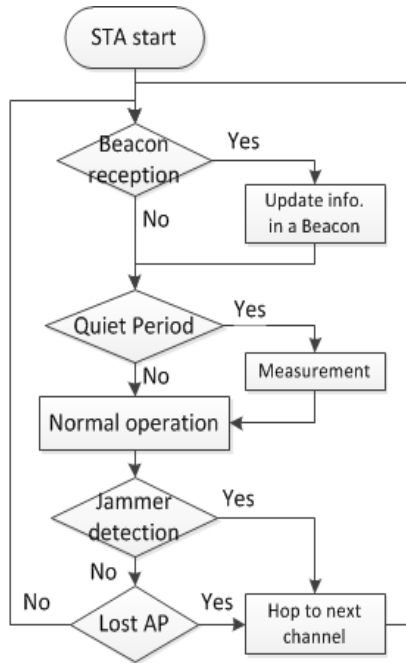 STA start
Beacon
reception
Yes
Update info.
in a Beacon
No
Quiet Period
Yes
Measurement
No
Normal operation
Jammer
detection
Yes
No
No
Lost AP
Yes
Hop to next
channel